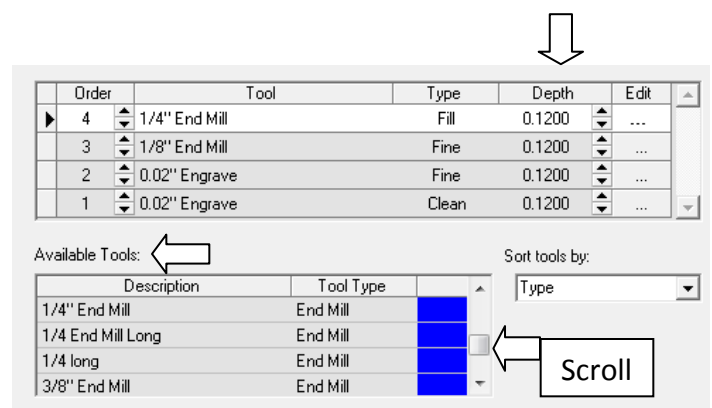 Order Tool Type Depth Edit
4 1/4" End Mill Fill 0.1200 ...
3 1/8" End Mill Fine 0.1200 ...
2 0.02" Engrave Fine 0.1200 ...
1 0.02" Engrave Clean 0.1200 ...
Available Tools: Sort tools by:
Description Tool Type Type
1/4" End Mill End Mill
1/4 End Mill Long End Mill
1/4 long End Mill
3/8" End Mill End Mill
Scroll